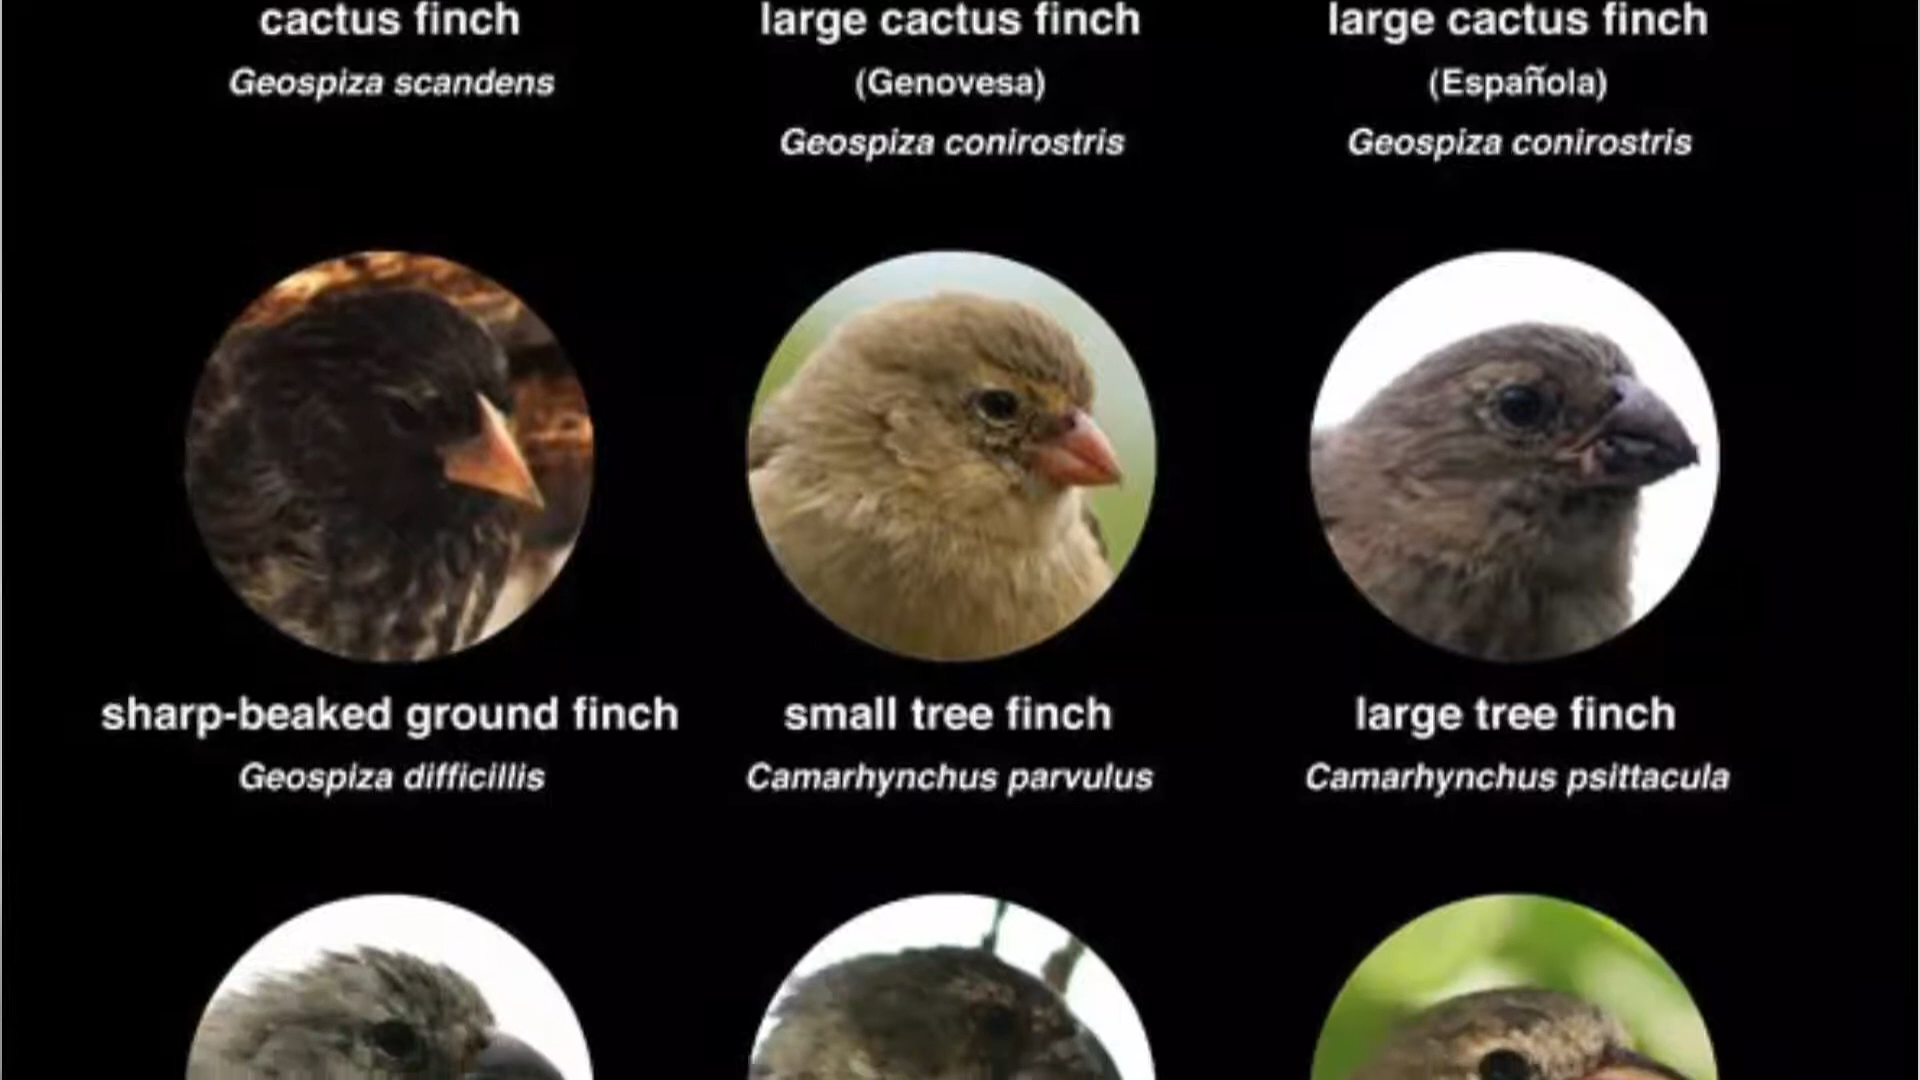 cactus finch
Geospiza scandens
large cactus finch
(Genovesa)
Geospiza conirostris
large cactus finch
(Española)
Geospiza conirostris
sharp-beaked ground finch
Geospiza difficillis
small tree finch
Camarhynchus parvulus
large tree finch
Camarhynchus psittacula